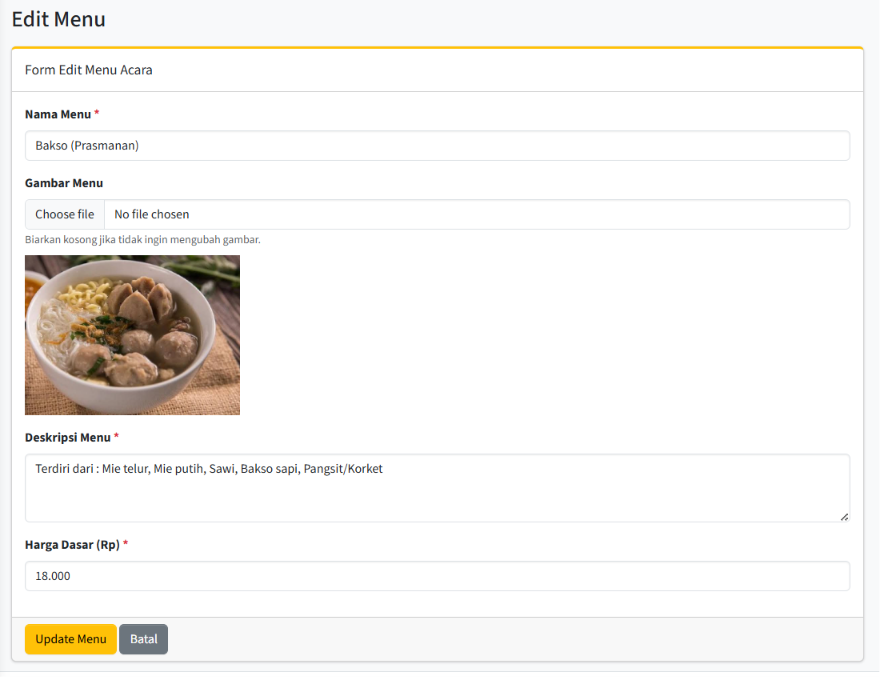 Edit Menu
Form Edit Menu Acara
Nama Menu *
Bakso (Prasmanan)
Gambar Menu
Choose file No file chosen
Biarkan kosong jika tidak ingin mengubah gambar.
Deskripsi Menu *
Terdiri dari : Mie telur, Mie putih, Sawi, Bakso sapi, Pangsit/Korket
Harga Dasar (Rp) *
18.000
Update Menu Batal